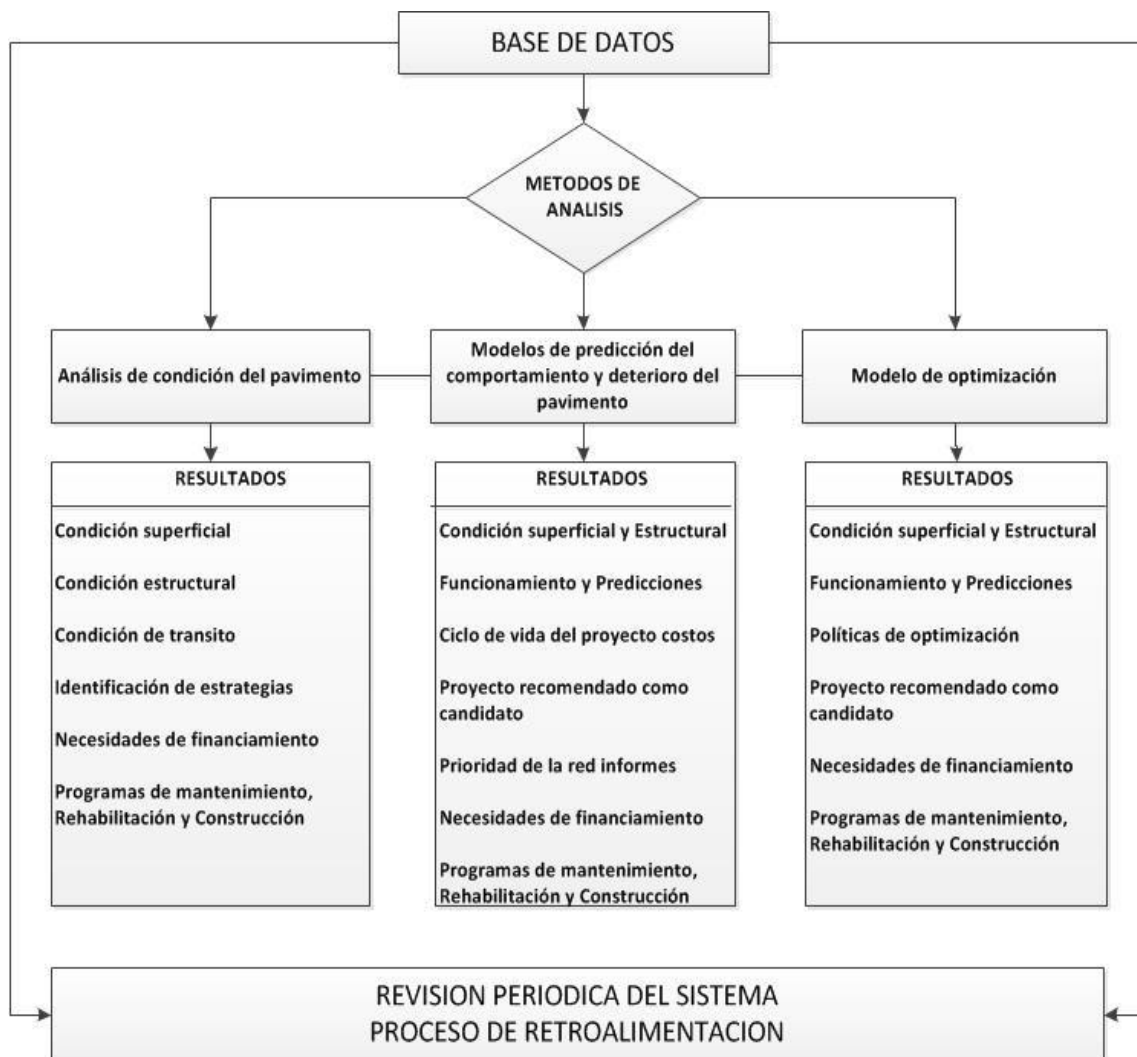 BASE DE DATOS
METODOS DE
ANALISIS
Análisis de condición del pavimento
Modelos de predicción del
comportamiento y deterioro del
pavimento
Modelo de optimización
RESULTADOS
Condición superficial
Condición estructural
Condición de transito
Identificación de estrategias
Necesidades de financiamiento
Programas de mantenimiento,
Rehabilitación y Construcción
RESULTADOS
Condición superficial y Estructural
Funcionamiento y Predicciones
Ciclo de vida del proyecto costos
Proyecto recomendado como
candidato
Prioridad de la red informes
Necesidades de financiamiento
Programas de mantenimiento,
Rehabilitación y Construcción
RESULTADOS
Condición superficial y Estructural
Funcionamiento y Predicciones
Políticas de optimización
Proyecto recomendado como
candidato
Necesidades de financiamiento
Programas de mantenimiento,
Rehabilitación y Construcción
REVISION PERIODICA DEL SISTEMA
PROCESO DE RETROALIMENTACION